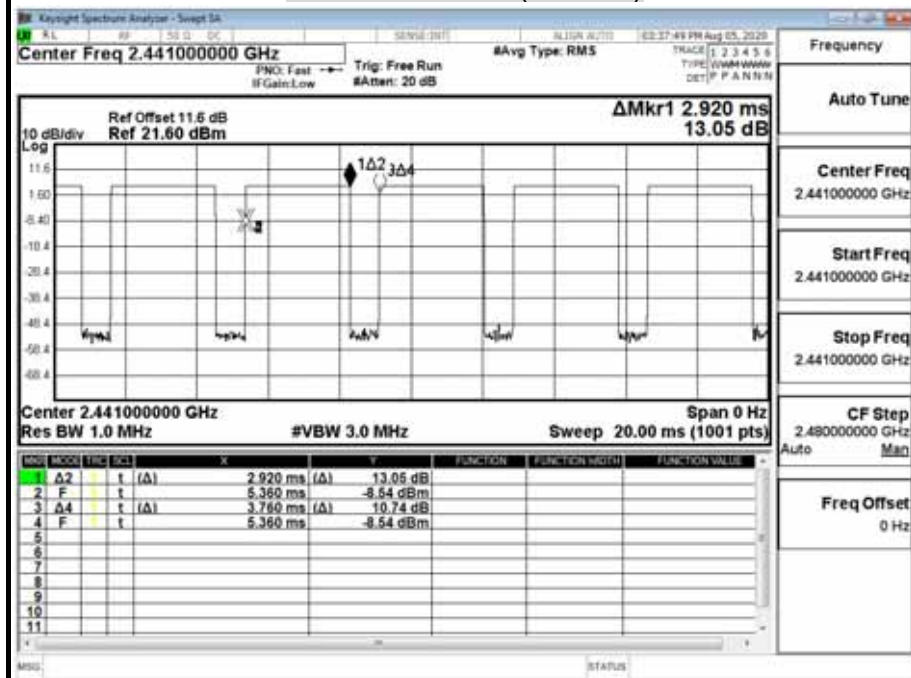 Keysight Spectrum Analyzer - Swept SA
RL RF 50 Ω DC SENSE:INT ALIGN AUTO 03:37:49 PM Aug 05, 2020
Center Freq 2.441000000 GHz
PNO: Fast
IFGain:Low
Trig: Free Run
#Atten: 20 dB
#Avg Type: RMS
TRACE 1 2 3 4 5 6
TYPE
DET P P A N N N
ΔMkr1 2.920 ms
13.05 dB
Ref Offset 11.6 dB
10 dB/div Ref 21.60 dBm
Log
11.6
1.60
-8.40
-18.4
-28.4
-38.4
-48.4
-58.4
-68.4
1Δ2
3Δ4
Center 2.441000000 GHz Span 0 Hz
Res BW 1.0 MHz #VBW 3.0 MHz Sweep 20.00 ms (1001 pts)
MKR MODE TRC SCL X Y FUNCTION FUNCTION WIDTH FUNCTION VALUE
1 Δ2 1 t (Δ) 2.920 ms (Δ) 13.05 dB
2 F 1 t 5.360 ms -8.54 dBm
3 Δ4 1 t (Δ) 3.760 ms (Δ) 10.74 dB
4 F 1 t 5.360 ms -8.54 dBm
5
6
7
8
9
10
11
MSG STATUS
Frequency
Auto Tune
Center Freq
2.441000000 GHz
Start Freq
2.441000000 GHz
Stop Freq
2.441000000 GHz
CF Step
2.480000000 GHz
Auto Man
Freq Offset
0 Hz